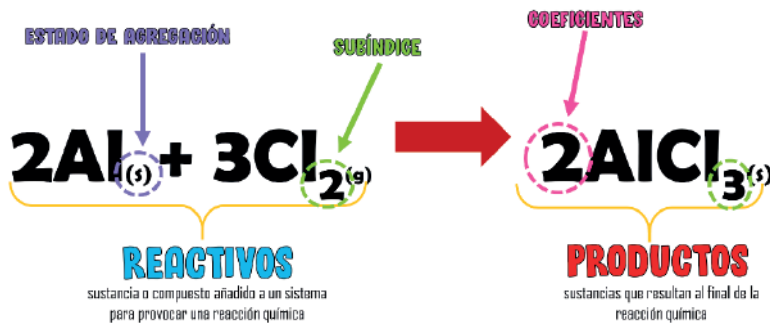 ESTADO DE AGREGACIÓN
SUBÍNDICE
COEFICIENTES
2Al(s) + 3Cl2(g) 2AlCl3(s)
REACTIVOS
sustancia o compuesto añadido a un sistema
para provocar una reacción química
PRODUCTOS
sustancias que resultan al final de la
reacción química